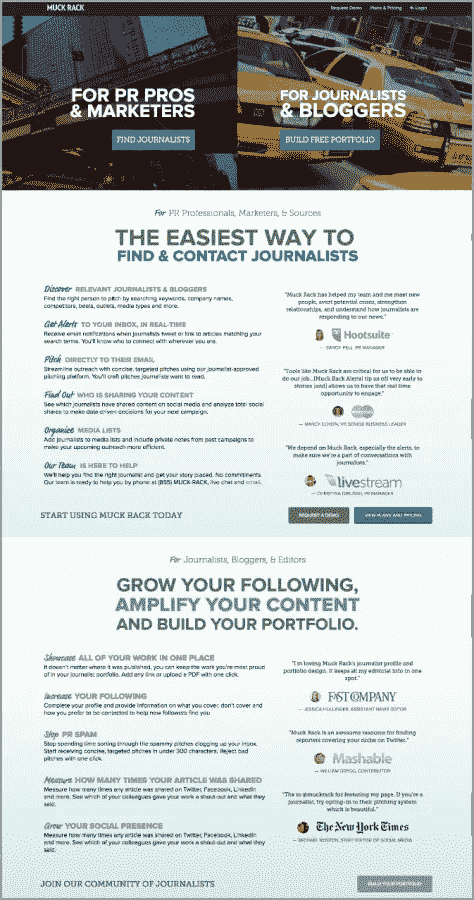 MUCK RACK
Request Demo Plans & Pricing Login
FOR PR PROS
& MARKETERS
FIND JOURNALISTS
FOR JOURNALISTS
& BLOGGERS
BUILD FREE PORTFOLIO
For PR Professionals, Marketers, & Sources
THE EASIEST WAY TO
FIND & CONTACT JOURNALISTS
Discover RELEVANT JOURNALISTS & BLOGGERS
Find the right person to pitch by searching keywords, company names,
competitors, beats, outlets, media types and more.
Get Alerts TO YOUR INBOX, IN REAL-TIME
Receive email notifications when journalists tweet or link to articles matching your
search terms. You'll know who to connect with wherever you are.
Pitch DIRECTLY TO THEIR EMAIL
Streamline outreach with concise, targeted pitches using our journalist-approved
pitching platform. You'll craft pitches journalists want to read.
Find Out WHO IS SHARING YOUR CONTENT
See which journalists have shared content on social media and analyze total social
shares to make data driven decisions for your next campaign.
Organize MEDIA LISTS
Add journalists to media lists and include private notes from past campaigns to
make your upcoming outreach more efficient.
Our Team IS HERE TO HELP
We'll help you find the right journalist and get your story placed. No commitments.
Our team is ready to help you by phone at (855) MUCK-RACK, live chat and email.
"Muck Rack has helped my team and me meet new
people, avert potential crises, strengthen
relationships, and understand how journalists are
responding to our news."
Hootsuite
PR MANAGER
"Tools like Muck Rack are critical for us to be able to
do our job. [Muck Rack Alerts] tip us off very early to
stories [and] allows us to have that real time
opportunity to engage."
— MARCY COHEN, VP, SENIOR BUSINESS LEADER
"We depend on Muck Rack, especially the alerts, to
make sure we're a part of conversations with
journalists."
livestream
PR MANAGER
START USING MUCK RACK TODAY
REQUEST A DEMO
VIEW PLANS AND PRICING
For Journalists, Bloggers, & Editors
GROW YOUR FOLLOWING,
AMPLIFY YOUR CONTENT
AND BUILD YOUR PORTFOLIO.
Showcase ALL OF YOUR WORK IN ONE PLACE
It doesn't matter where it was published, you can keep the work you're most proud
of in your journalist portfolio. Add any link or upload a PDF with one click.
Increase YOUR FOLLOWING
Complete your profile and provide information on what you cover, don't cover and
how you prefer to be contacted to help new followers find you
Stop PR SPAM
Stop spending time sorting through the spammy pitches clogging up your inbox.
Start receiving concise, targeted pitches in under 300 characters. Reject bad
pitches with one click.
Measure HOW MANY TIMES YOUR ARTICLE WAS SHARED
Measure how many times any article was shared on Twitter, Facebook, LinkedIn
and more. See which of your colleagues gave your work a shout-out and what they
said.
Grow YOUR SOCIAL PRESENCE
Measure how many times any article was shared on Twitter, Facebook, LinkedIn
and more. See which of your colleagues gave your work a shout-out and what they
said.
"I'm loving Muck Rack's journalist profile and
portfolio design. It keeps all my editorial info in one
spot."
FAST COMPANY
ASSISTANT NEWS EDITOR
"Muck Rack is an awesome resource for finding
reporters covering your niche on Twitter."
Mashable
CONTRIBUTOR
for featuring my page. If you're a
journalist, try opting-in to their pitching system
which is beautiful."
The New York Times
STAFF EDITOR OF SOCIAL MEDIA
JOIN OUR COMMUNITY OF JOURNALISTS
BUILD YOUR PORTFOLIO